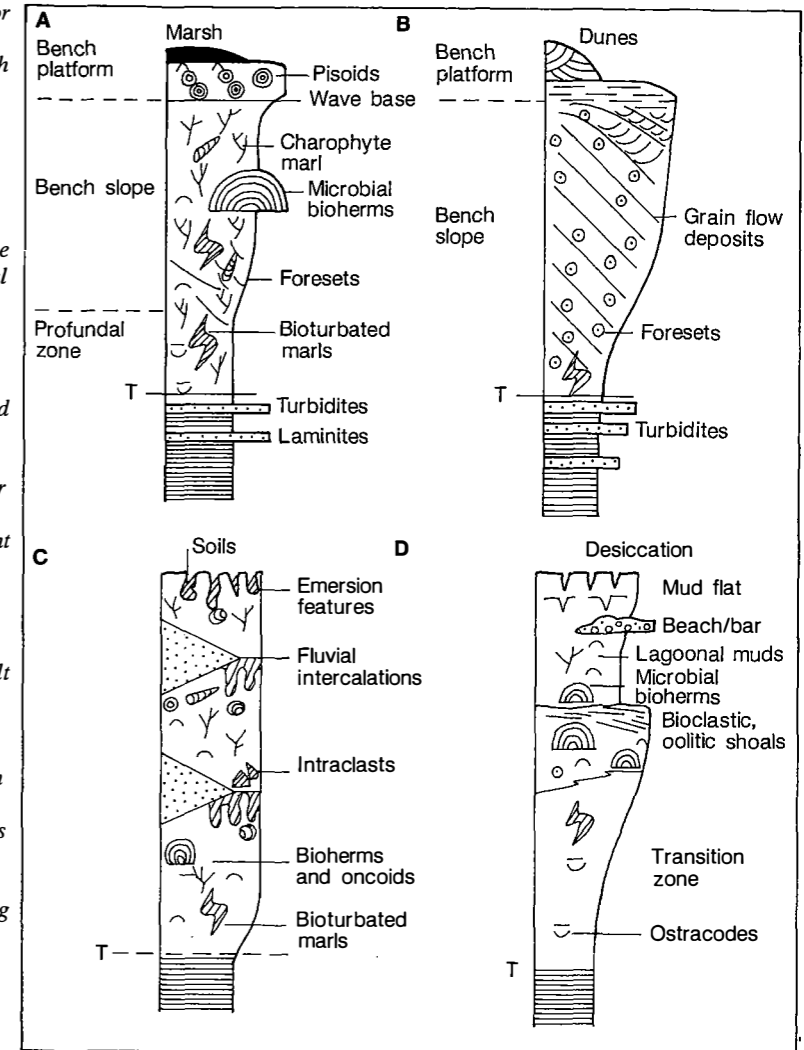 A
Marsh
Bench
platform
Pisoids
Wave base
Charophyte
marl
Bench slope
Microbial
bioherms
Foresets
Profundal
zone
Bioturbated
marls
T
Turbidites
Laminites
B
Dunes
Bench
platform
Bench
slope
Grain flow
deposits
Foresets
T
Turbidites
C
Soils
Emersion
features
Fluvial
intercalations
Intraclasts
Bioherms
and oncoids
Bioturbated
marls
T
D
Desiccation
Mud flat
Beach/bar
Lagoonal muds
Microbial
bioherms
Bioclastic,
oolitic shoals
Transition
zone
Ostracodes
T